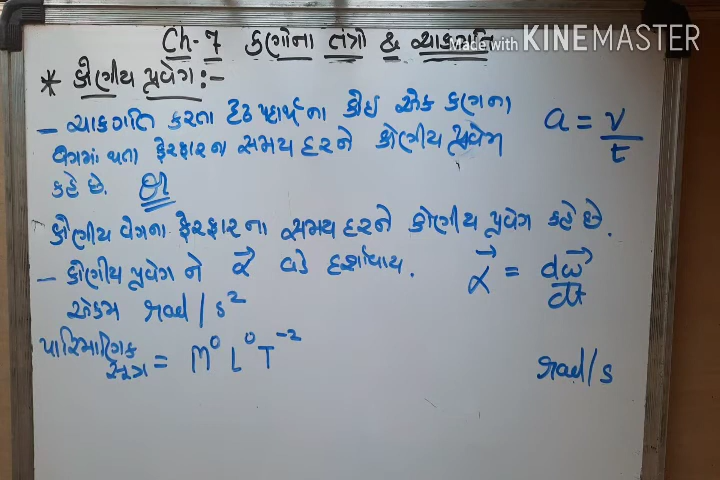 Ch-7 કણોના તંત્રો & ચાકગતિ
Made with KINEMASTER
* કોણીય પ્રવેગ:-
- ચાકગતિ કરતા દૃઢ પદાર્થના કોઇ એક કણના
વેગમાં થતા ફેરફારના સમય દરને કોણીય પ્રવેગ
કહે છે. Or
a = v/t
કોણીય વેગના ફેરફારના સમય દરને કોણીય પ્રવેગ કહે છે.
- કોણીય પ્રવેગ ને α⃗ વડે દર્શાવાય.
α⃗ = dω⃗/dt
એકમ rad/s²
પારિમાણિક
સૂત્ર = M⁰ L⁰ T⁻²
rad/s